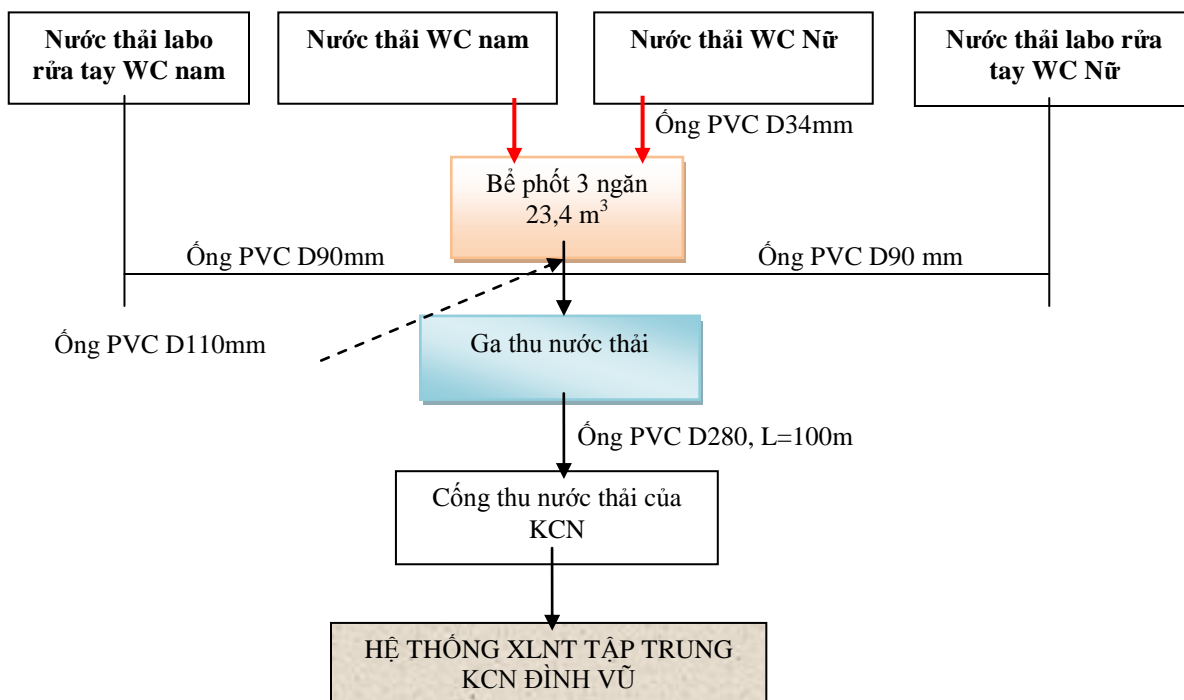 Nước thải labo
rửa tay WC nam
Nước thải WC nam
Nước thải WC Nữ
Nước thải labo rửa
tay WC Nữ
Ống PVC D34mm
Bể phốt 3 ngăn
23,4 m³
Ống PVC D90mm
Ống PVC D90 mm
Ống PVC D110mm
Ga thu nước thải
Ống PVC D280, L=100m
Cống thu nước thải của
KCN
HỆ THỐNG XLNT TẬP TRUNG
KCN ĐÌNH VŨ